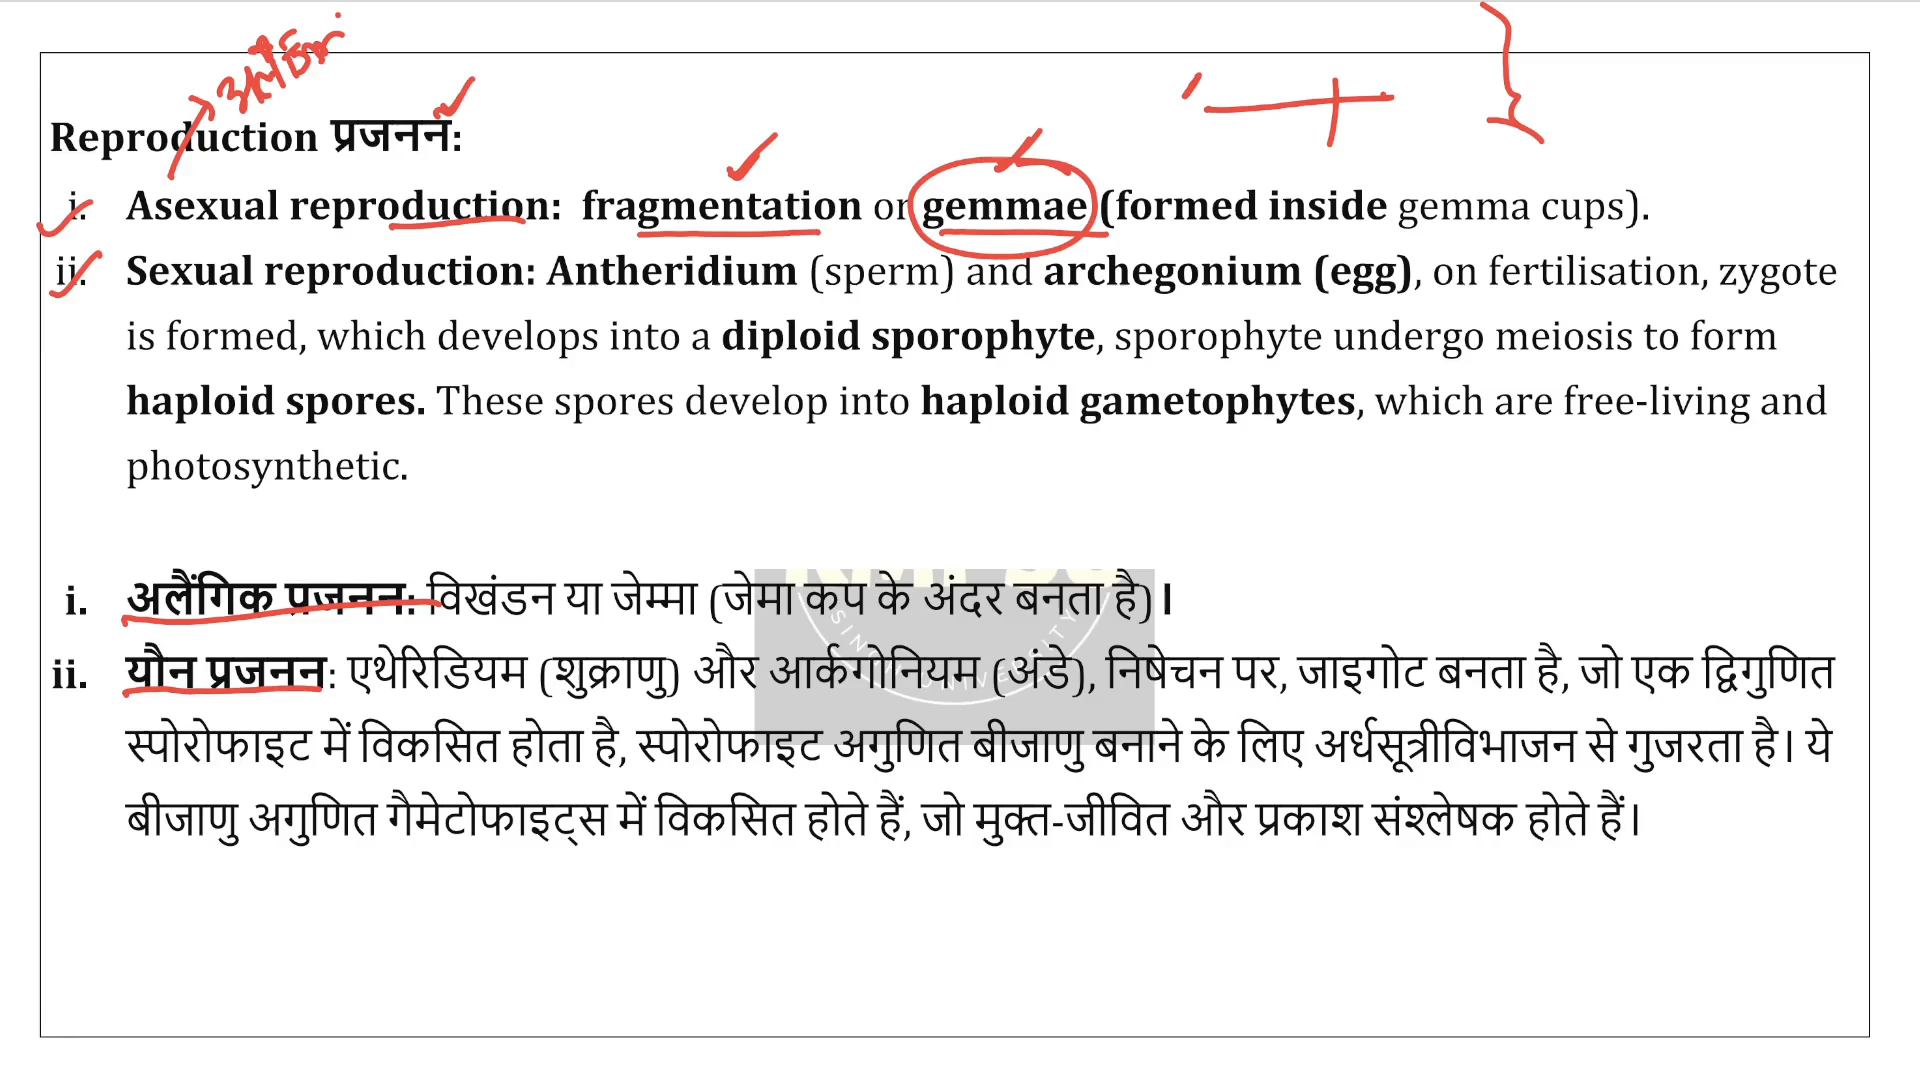 Reproduction प्रजनन:
i. Asexual reproduction: fragmentation or gemmae (formed inside gemma cups).
ii. Sexual reproduction: Antheridium (sperm) and archegonium (egg), on fertilisation, zygote
is formed, which develops into a diploid sporophyte, sporophyte undergo meiosis to form
haploid spores. These spores develop into haploid gametophytes, which are free-living and
photosynthetic.
i. अलैंगिक प्रजनन: विखंडन या जेम्मा (जेमा कप के अंदर बनता है)।
ii. यौन प्रजनन: एथेरिडियम (शुक्राणु) और आर्कगोनियम (अंडे), निषेचन पर, जाइगोट बनता है, जो एक द्विगुणित
स्पोरोफाइट में विकसित होता है, स्पोरोफाइट अगुणित बीजाणु बनाने के लिए अर्धसूत्रीविभाजन से गुजरता है। ये
बीजाणु अगुणित गैमेटोफाइट्स में विकसित होते हैं, जो मुक्त-जीवित और प्रकाश संश्लेषक होते हैं।